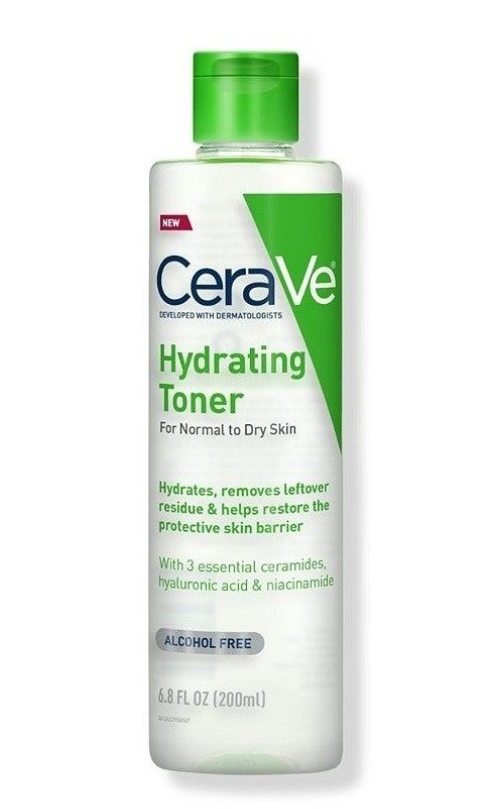 NEW
CeraVe®
DEVELOPED WITH DERMATOLOGISTS
Hydrating
Toner
For Normal to Dry Skin
Hydrates, removes leftover
residue & helps restore the
protective skin barrier
With 3 essential ceramides,
hyaluronic acid & niacinamide
ALCOHOL FREE
6.8 FL OZ (200ml)